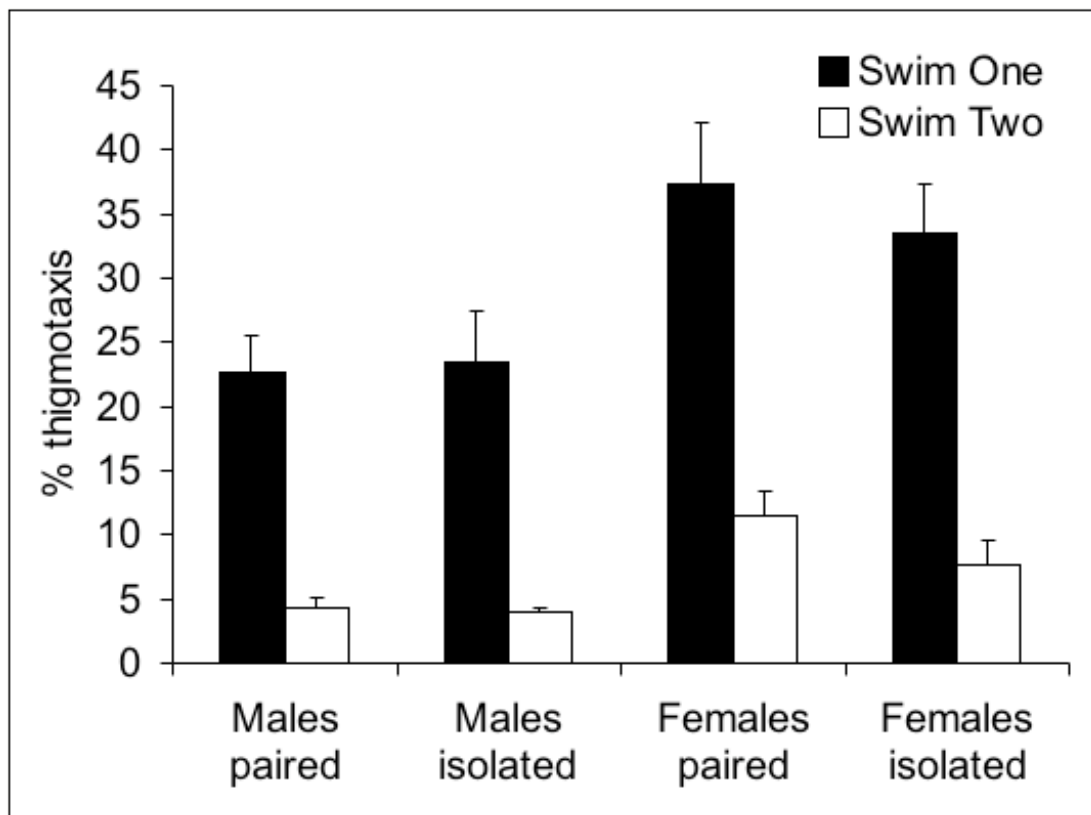 Swim One
Swim Two
45
40
35
30
25
20
15
10
5
0
% thigmotaxis
Males
paired
Males
isolated
Females
paired
Females
isolated